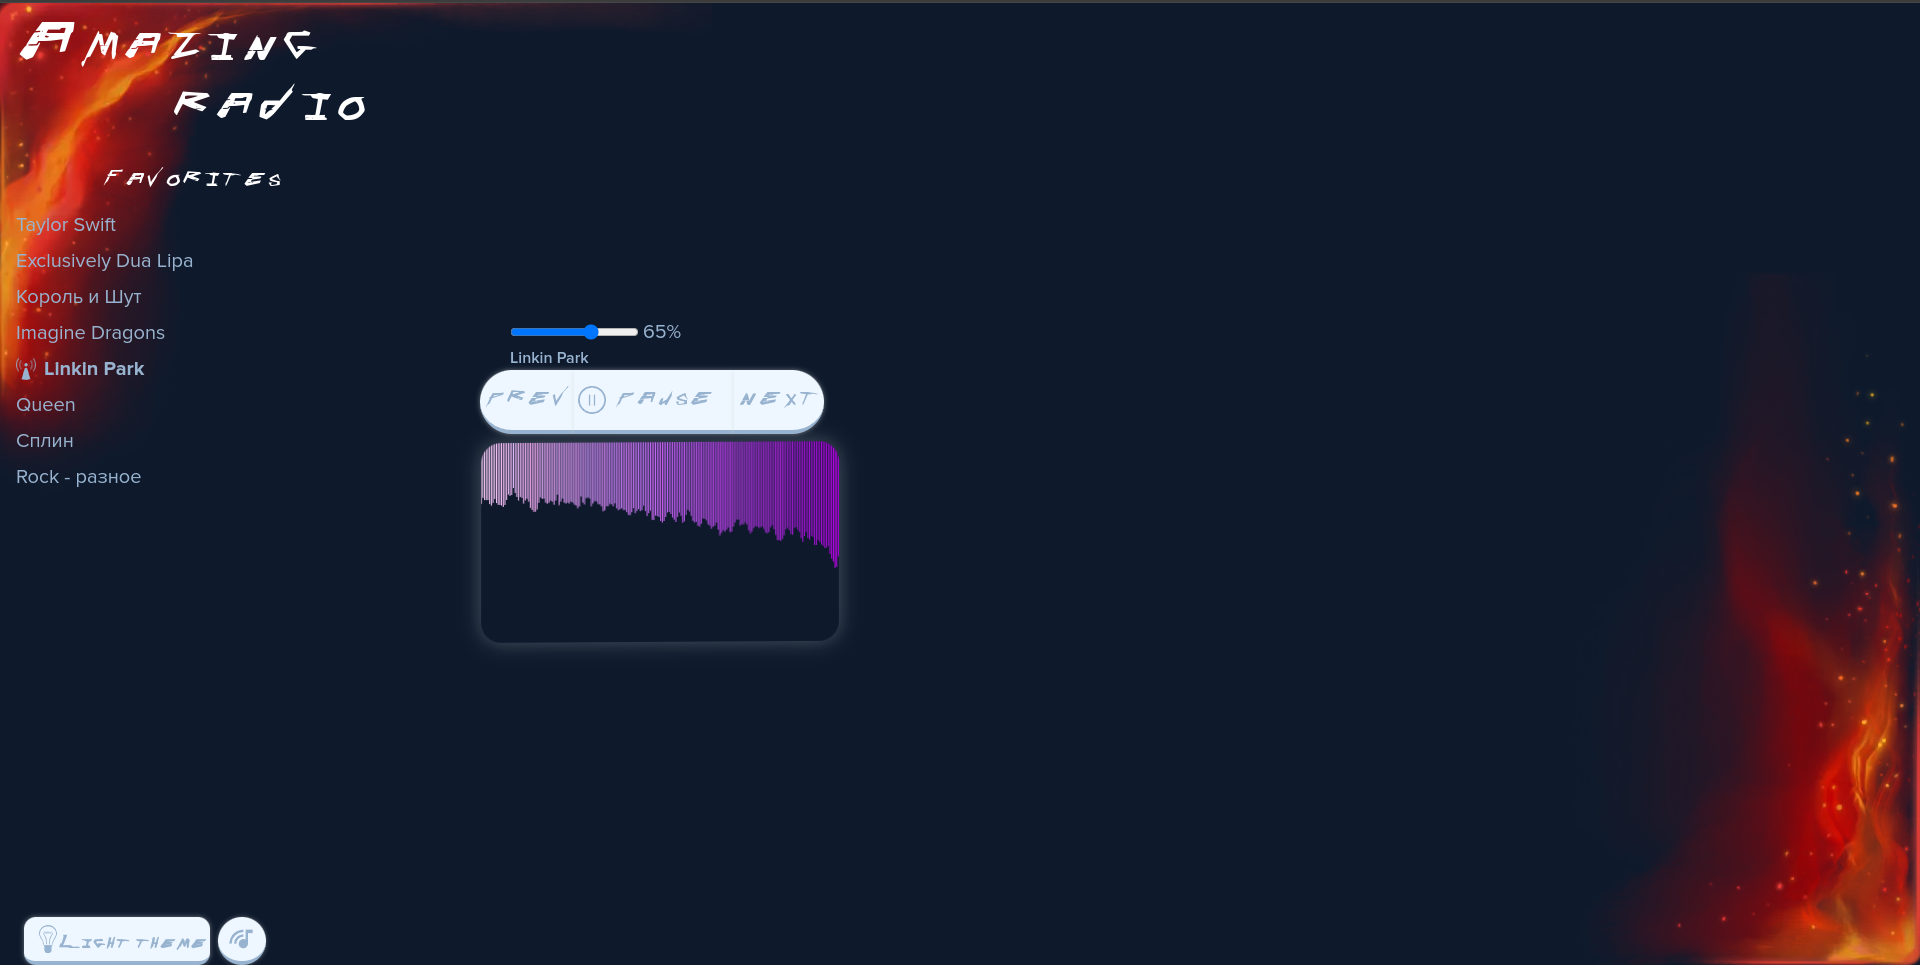 Amazing
Radio
Favorites
Taylor Swift
Exclusively Dua Lipa
Король и Шут
Imagine Dragons
Linkin Park
Queen
Сплин
Rock - разное
65%
Linkin Park
Prev Pause Next
Light theme